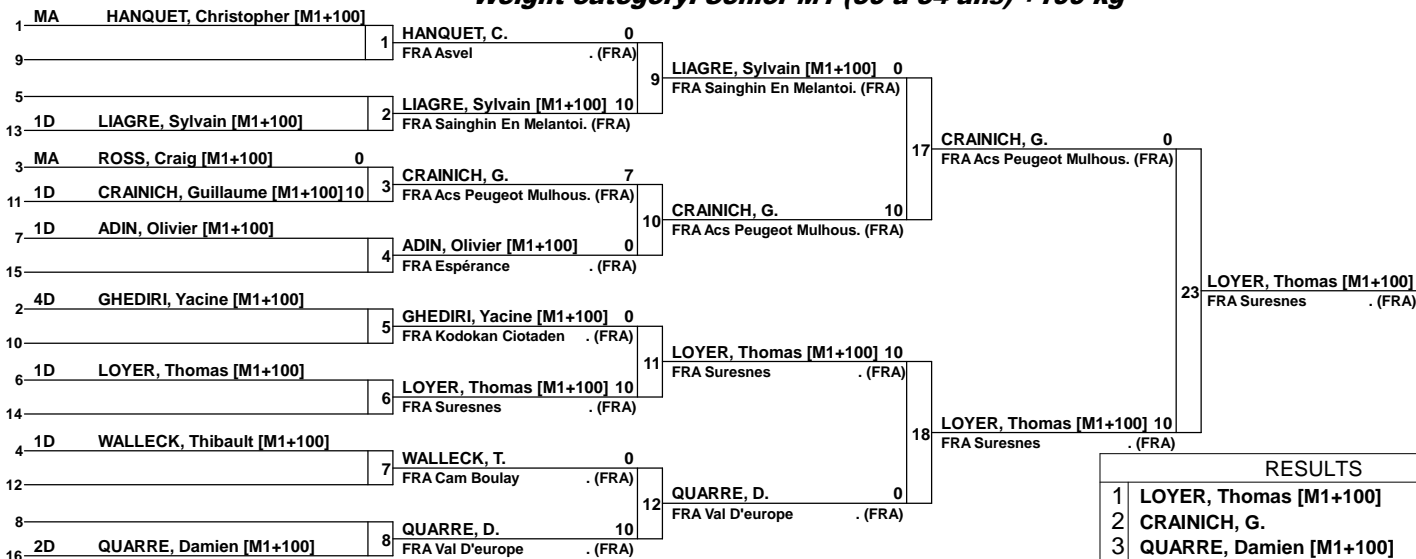 Weight category: Senior M1 (30 à 34 ans) +100 kg
1 MA HANQUET, Christopher [M1+100]
9
1
5
13 1D LIAGRE, Sylvain [M1+100]
2
3 MA ROSS, Craig [M1+100] 0
11 1D CRAINICH, Guillaume [M1+100] 10
3
7 1D ADIN, Olivier [M1+100]
15
4
2 4D GHEDIRI, Yacine [M1+100]
10
5
6 1D LOYER, Thomas [M1+100]
14
6
4 1D WALLECK, Thibault [M1+100]
12
7
8
16 2D QUARRE, Damien [M1+100]
8
HANQUET, C. 0
FRA Asvel . (FRA)
LIAGRE, Sylvain [M1+100] 10
FRA Sainghin En Melantoi. (FRA)
9
CRAINICH, G. 7
FRA Acs Peugeot Mulhous. (FRA)
ADIN, Olivier [M1+100] 0
FRA Espérance . (FRA)
10
GHEDIRI, Yacine [M1+100] 0
FRA Kodokan Ciotaden . (FRA)
LOYER, Thomas [M1+100] 10
FRA Suresnes . (FRA)
11
WALLECK, T. 0
FRA Cam Boulay . (FRA)
QUARRE, D. 10
FRA Val D'europe . (FRA)
12
LIAGRE, Sylvain [M1+100] 0
FRA Sainghin En Melantoi. (FRA)
CRAINICH, G. 10
FRA Acs Peugeot Mulhous. (FRA)
17
LOYER, Thomas [M1+100] 10
FRA Suresnes . (FRA)
QUARRE, D. 0
FRA Val D'europe . (FRA)
18
CRAINICH, G. 0
FRA Acs Peugeot Mulhous. (FRA)
LOYER, Thomas [M1+100] 10
FRA Suresnes . (FRA)
23
LOYER, Thomas [M1+100]
FRA Suresnes . (FRA)
RESULTS
1 LOYER, Thomas [M1+100]
2 CRAINICH, G.
3 QUARRE, Damien [M1+100]